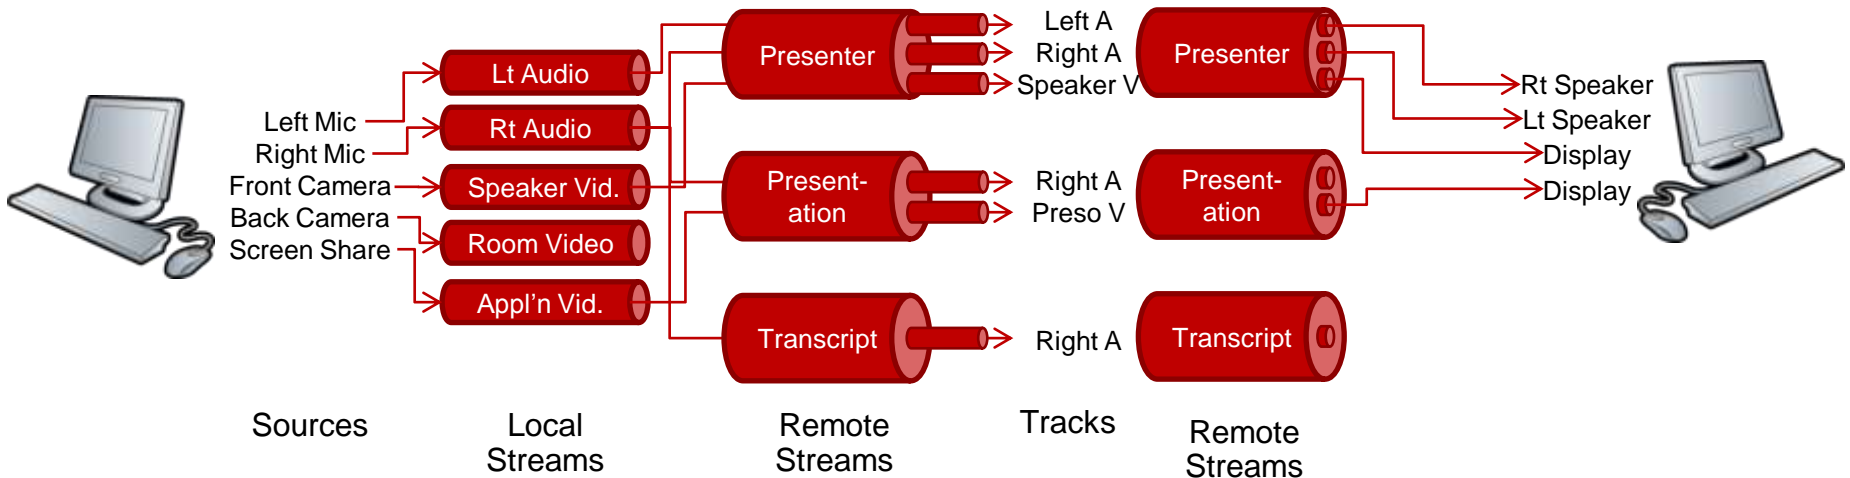 Left Mic
Right Mic
Front Camera
Back Camera
Screen Share
Lt Audio
Rt Audio
Speaker Vid.
Room Video
Appl'n Vid.
Presenter
Present-
ation
Transcript
Left A
Right A
Speaker V
Right A
Preso V
Right A
Presenter
Present-
ation
Transcript
Rt Speaker
Lt Speaker
Display
Display
Sources
Local
Streams
Remote
Streams
Tracks
Remote
Streams